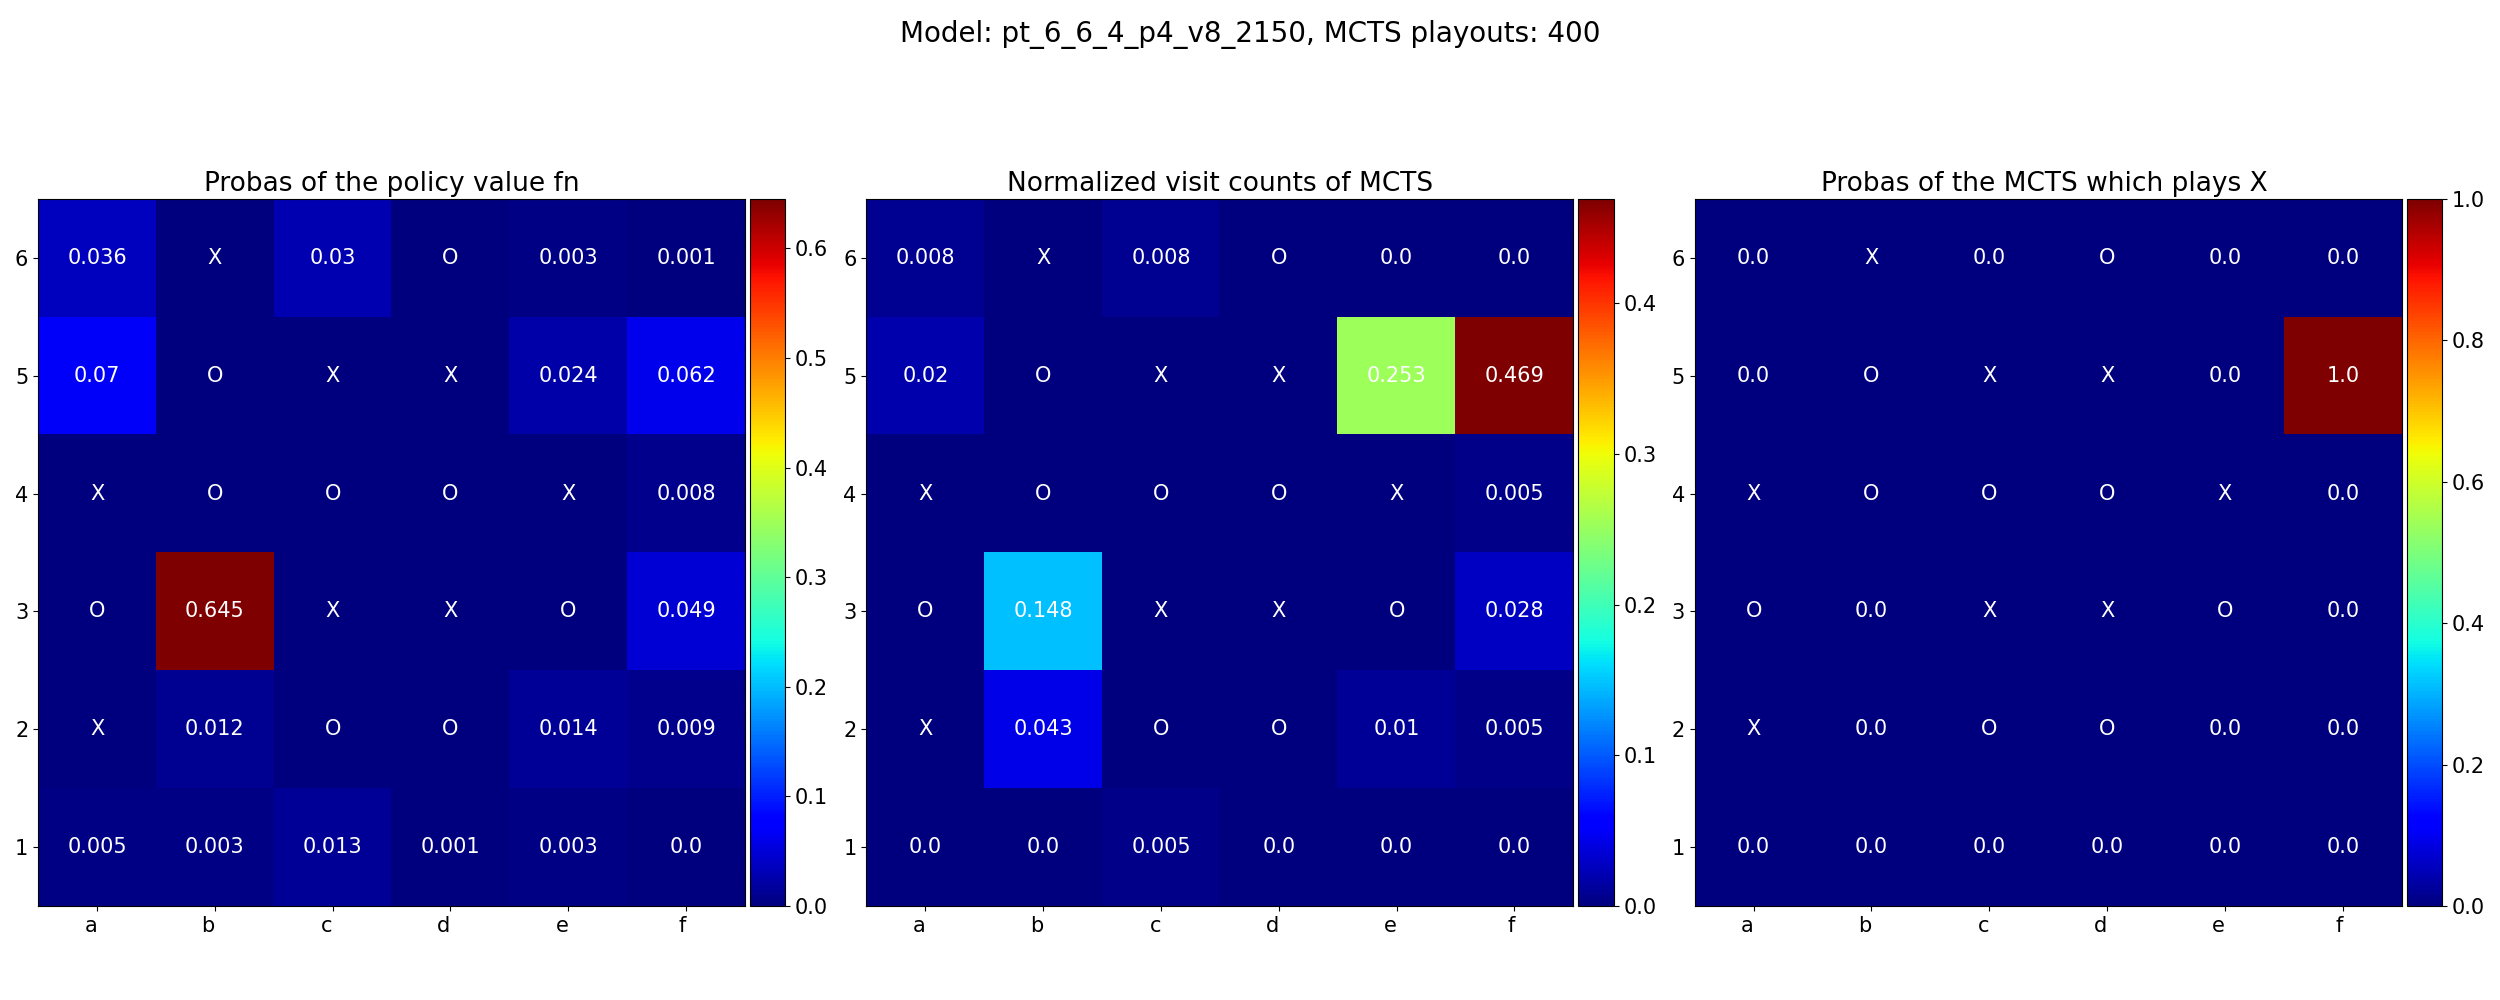 Model: pt_6_6_4_p4_v8_2150, MCTS playouts: 400
Probas of the policy value fn
6 0.036 X 0.03 O 0.003 0.001
5 0.07 O X X 0.024 0.062
4 X O O O X 0.008
3 O 0.645 X X O 0.049
2 X 0.012 O O 0.014 0.009
1 0.005 0.003 0.013 0.001 0.003 0.0
a b c d e f
0.6
0.5
0.4
0.3
0.2
0.1
0.0
Normalized visit counts of MCTS
6 0.008 X 0.008 O 0.0 0.0
5 0.02 O X X 0.253 0.469
4 X O O O X 0.005
3 O 0.148 X X O 0.028
2 X 0.043 O O 0.01 0.005
1 0.0 0.0 0.005 0.0 0.0 0.0
a b c d e f
0.4
0.3
0.2
0.1
0.0
Probas of the MCTS which plays X
6 0.0 X 0.0 O 0.0 0.0
5 0.0 O X X 0.0 1.0
4 X O O O X 0.0
3 O 0.0 X X O 0.0
2 X 0.0 O O 0.0 0.0
1 0.0 0.0 0.0 0.0 0.0 0.0
a b c d e f
1.0
0.8
0.6
0.4
0.2
0.0